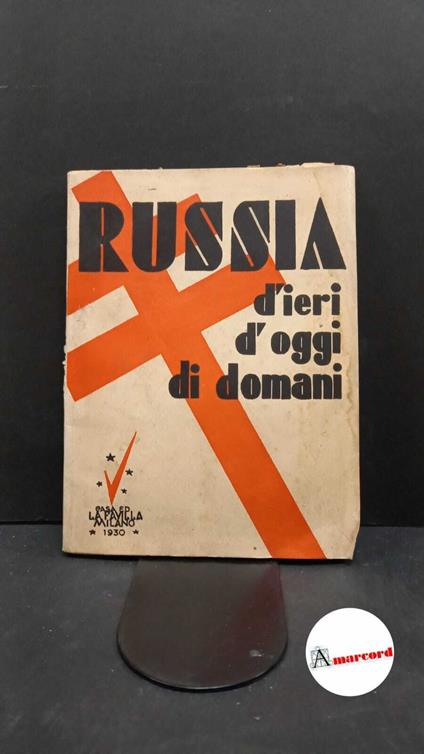 RUSSIA
d'ieri
d'oggi
di domani
CASA ED.
LA FAVILLA
MILANO
1930
Amarcord